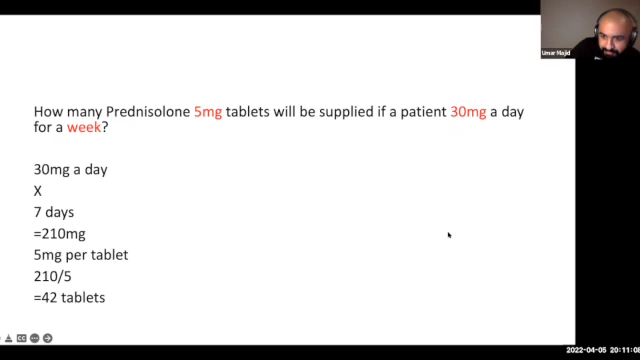 Umar Majid
How many Prednisolone 5mg tablets will be supplied if a patient 30mg a day
for a week?
30mg a day
X
7 days
=210mg
5mg per tablet
210/5
=42 tablets
CC
2022-04-05 20:11:08